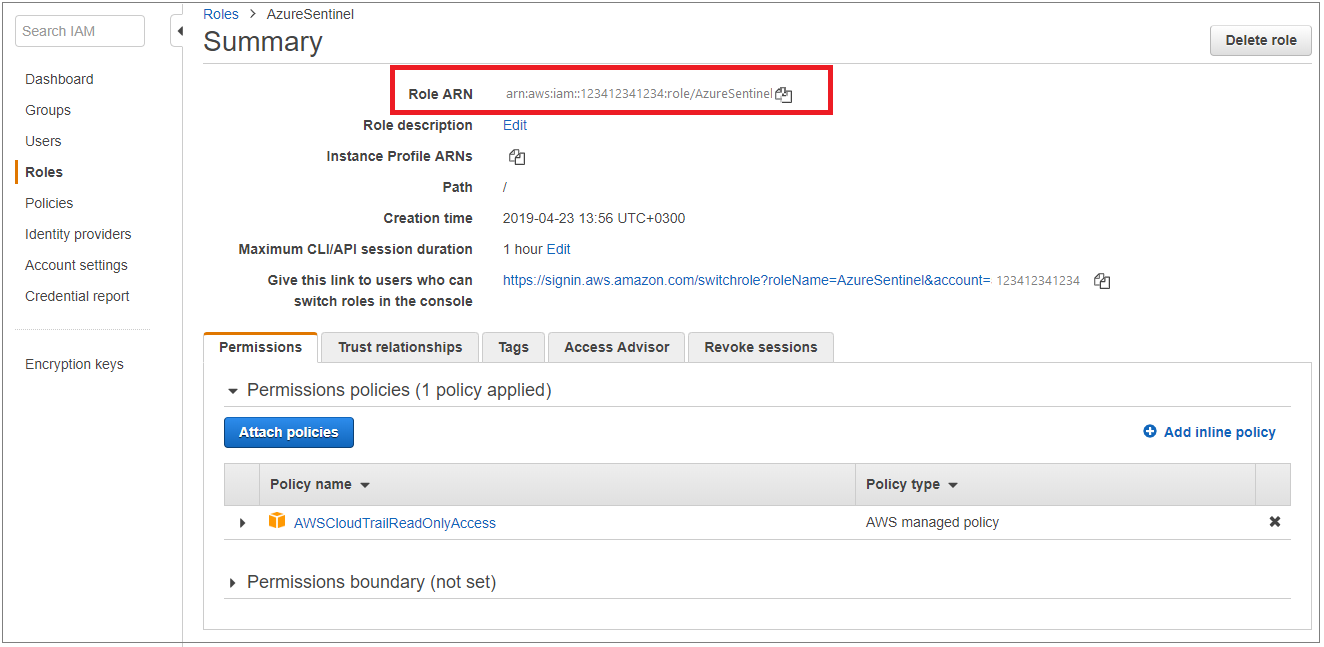 Search IAM
Dashboard
Groups
Users
Roles
Policies
Identity providers
Account settings
Credential report
Encryption keys
Roles > AzureSentinel
Summary
Delete role
Role ARN arn:aws:iam::123412341234:role/AzureSentinel
Role description Edit
Instance Profile ARNs
Path /
Creation time 2019-04-23 13:56 UTC+0300
Maximum CLI/API session duration 1 hour Edit
Give this link to users who can https://signin.aws.amazon.com/switchrole?roleName=AzureSentinel&account= 123412341234
switch roles in the console
Permissions Trust relationships Tags Access Advisor Revoke sessions
Permissions policies (1 policy applied)
Attach policies Add inline policy
Policy name Policy type
AWSCloudTrailReadOnlyAccess AWS managed policy
Permissions boundary (not set)